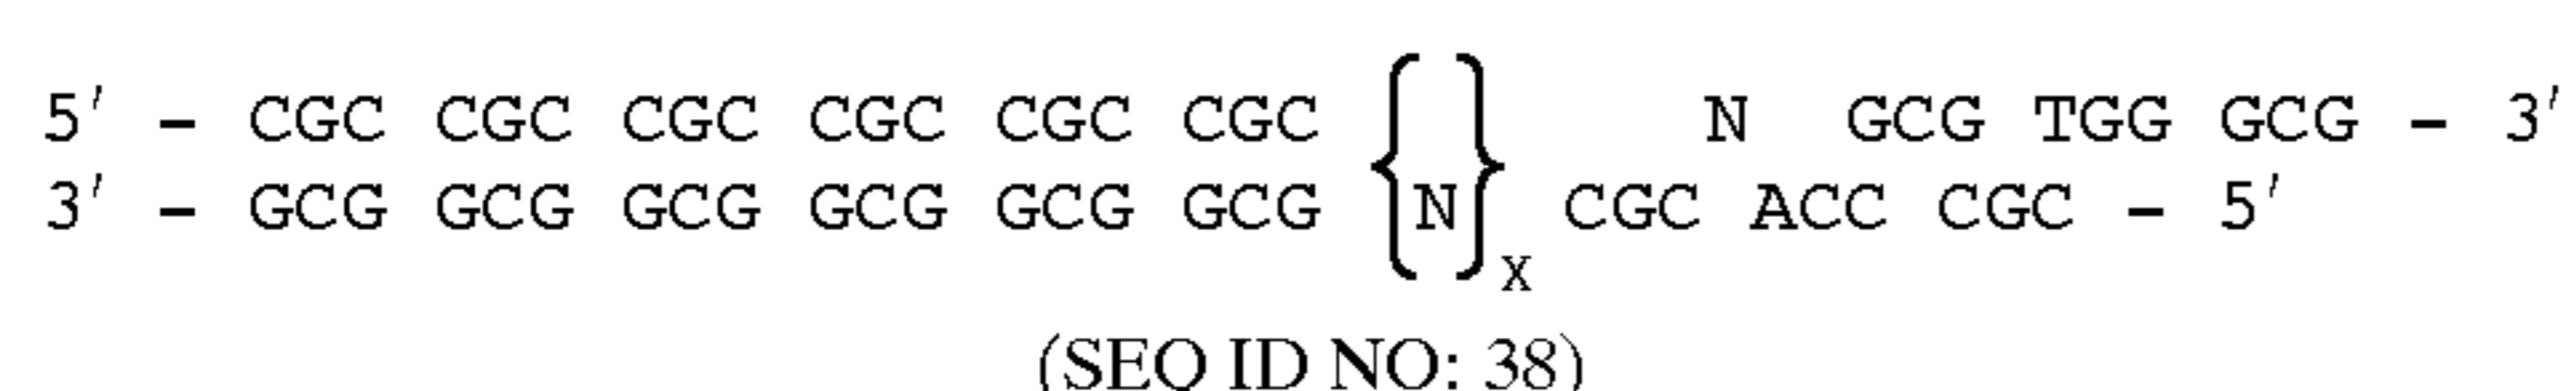 5′ – CGC CGC CGC CGC CGC CGC { } N GCG TGG GCG – 3′
3′ – GCG GCG GCG GCG GCG GCG {N}X CGC ACC CGC – 5′
(SEQ ID NO: 38)